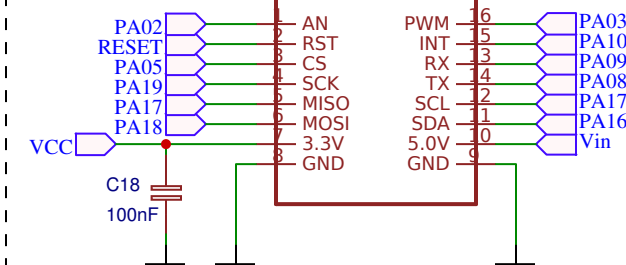 PA02 1 AN PWM 16 PA03
RESET 2 RST INT 15 PA10
PA05 3 CS RX 13 PA09
PA19 4 SCK TX 14 PA08
PA17 5 MISO SCL 12 PA17
PA18 6 MOSI SDA 11 PA16
VCC 7 3.3V 5.0V 10 Vin
8 GND GND 9
C18
100nF